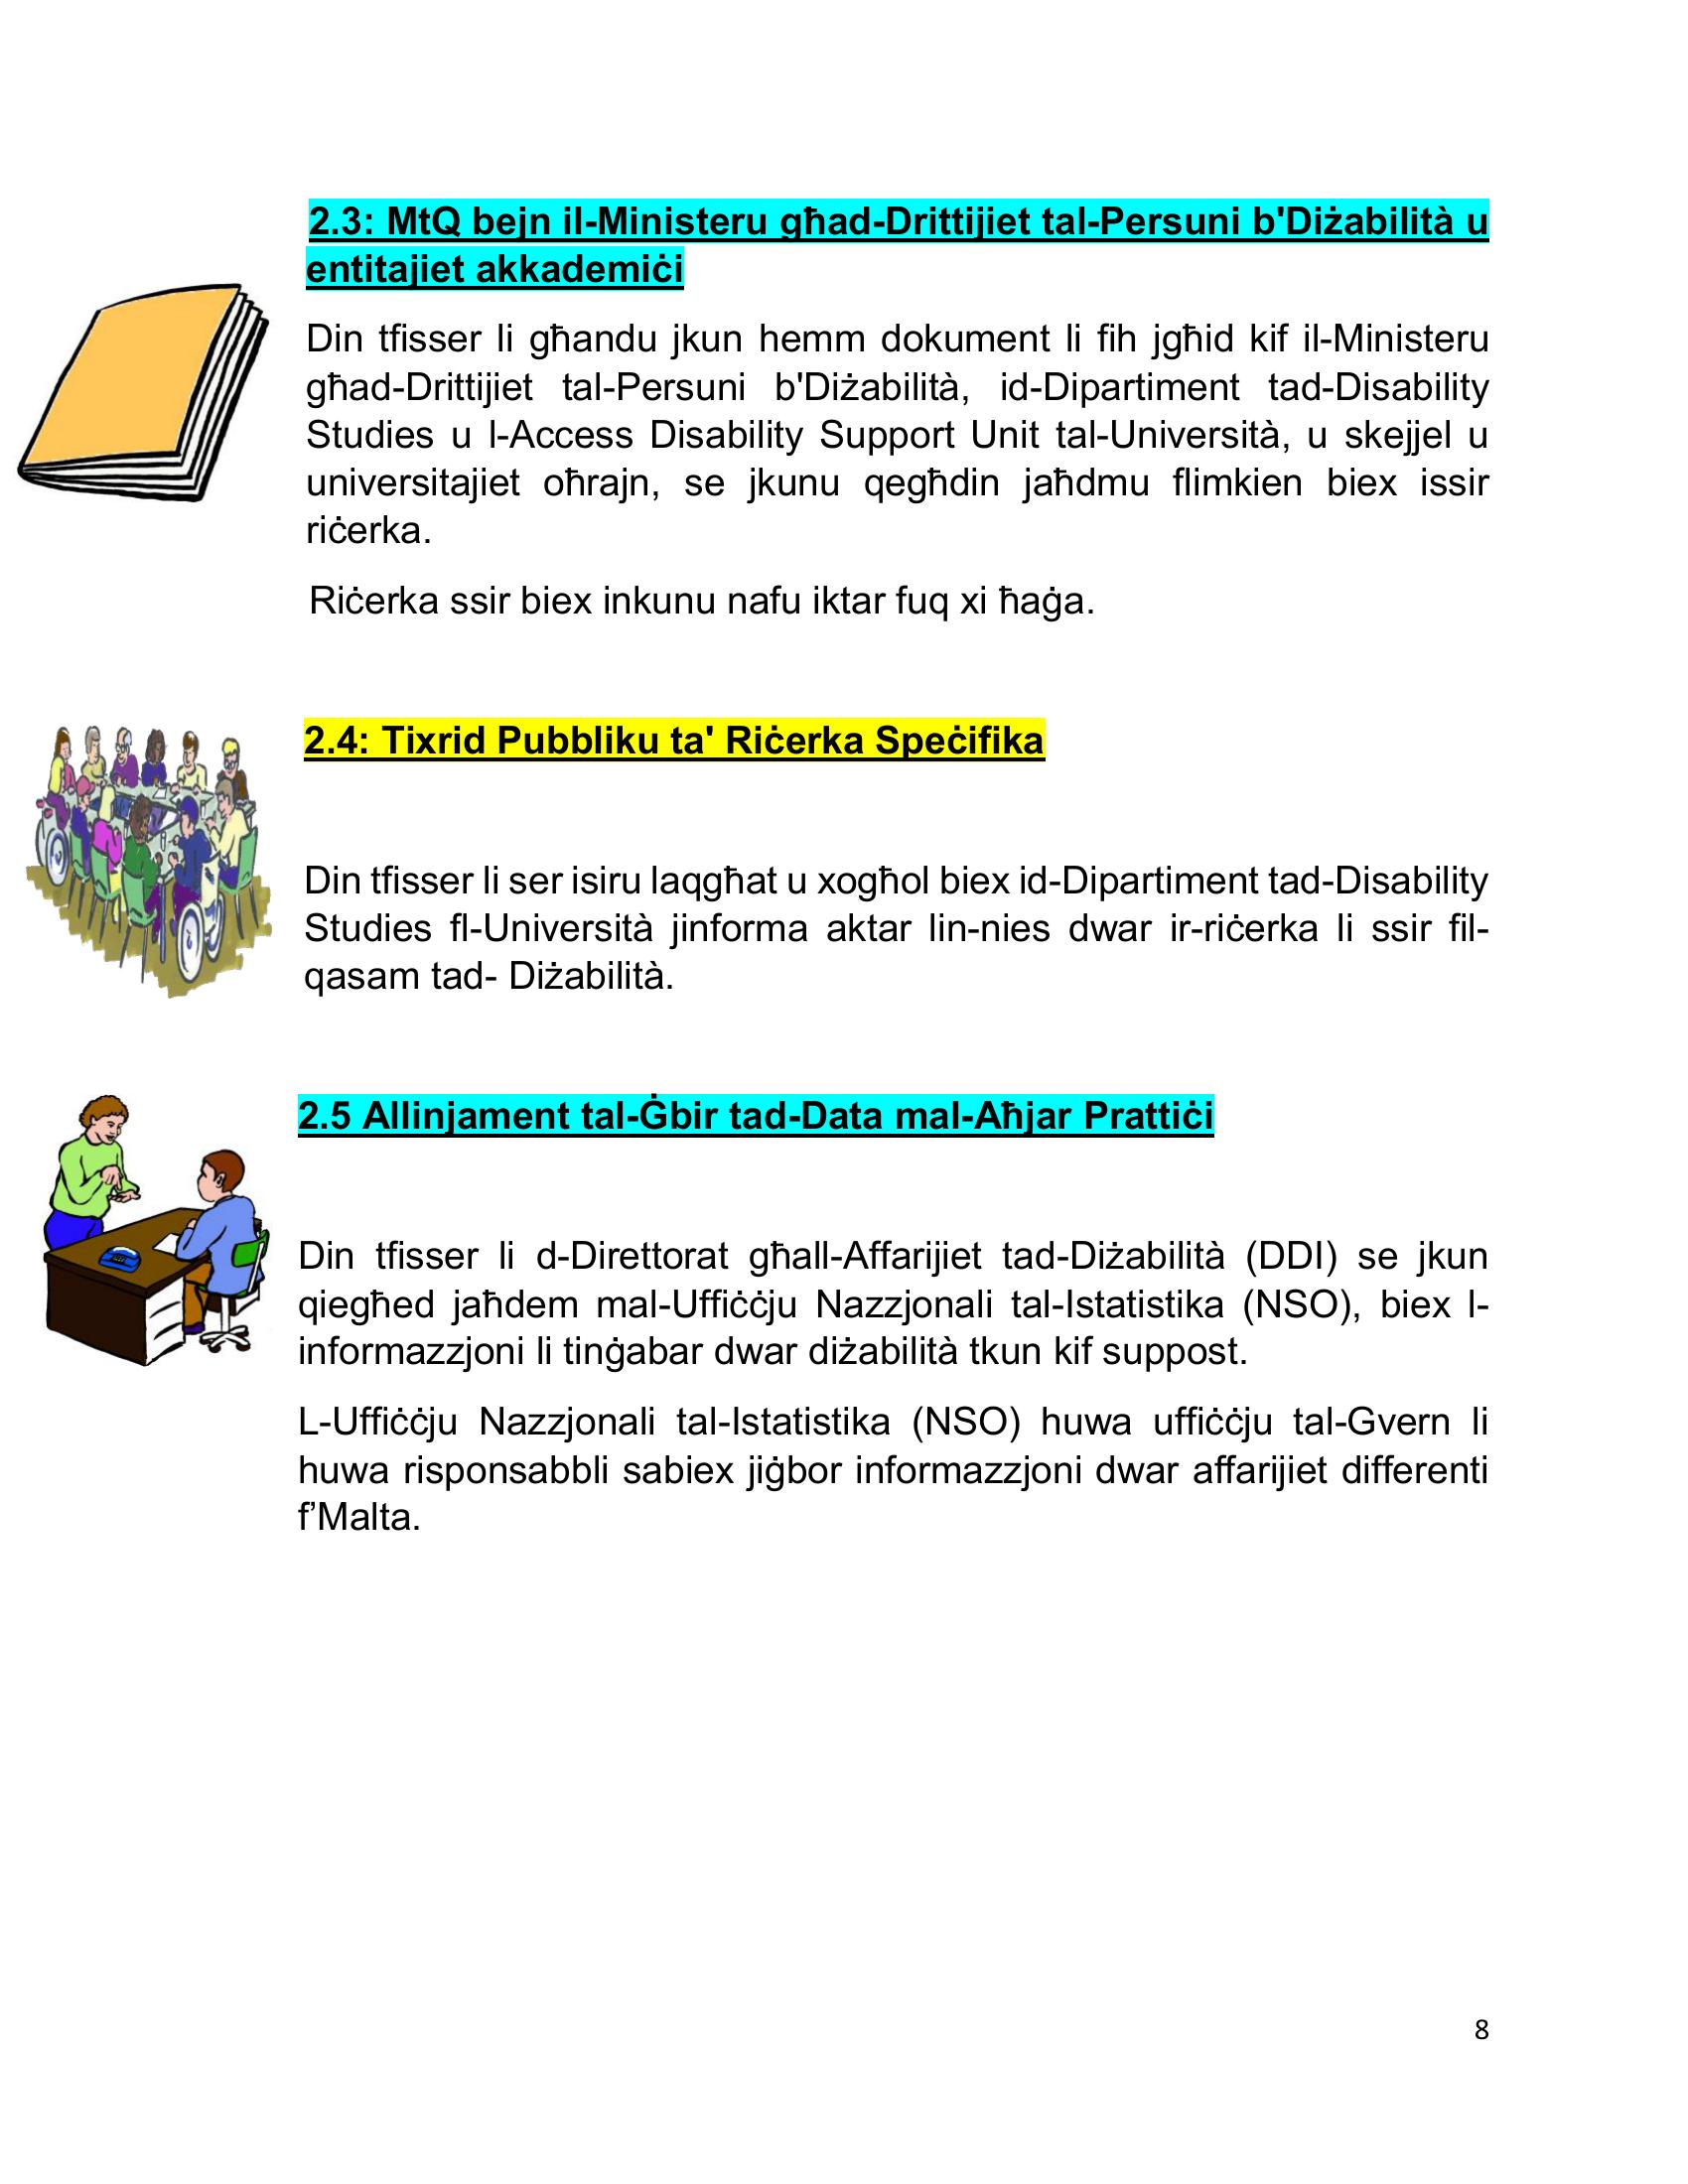 2.3: MtQ bejn il-Ministeru għad-Drittijiet tal-Persuni b'Diżabilità u
entitajiet akkademiċi
Din tfisser li għandu jkun hemm dokument li fih jgħid kif il-Ministeru
għad-Drittijiet tal-Persuni b'Diżabilità, id-Dipartiment tad-Disability
Studies u l-Access Disability Support Unit tal-Università, u skejjel u
universitajiet oħrajn, se jkunu qegħdin jaħdmu flimkien biex issir
riċerka.
Riċerka ssir biex inkunu nafu iktar fuq xi ħaġa.
2.4: Tixrid Pubbliku ta' Riċerka Speċifika
Din tfisser li ser isiru laqgħat u xogħol biex id-Dipartiment tad-Disability
Studies fl-Università jinforma aktar lin-nies dwar ir-riċerka li ssir fil-
qasam tad- Diżabilità.
2.5 Allinjament tal-Ġbir tad-Data mal-Aħjar Prattiċi
Din tfisser li d-Direttorat għall-Affarijiet tad-Diżabilità (DDI) se jkun
qiegħed jaħdem mal-Uffiċċju Nazzjonali tal-Istatistika (NSO), biex l-
informazzjoni li tinġabar dwar diżabilità tkun kif suppost.
L-Uffiċċju Nazzjonali tal-Istatistika (NSO) huwa uffiċċju tal-Gvern li
huwa risponsabbli sabiex jiġbor informazzjoni dwar affarijiet differenti
f’Malta.
8